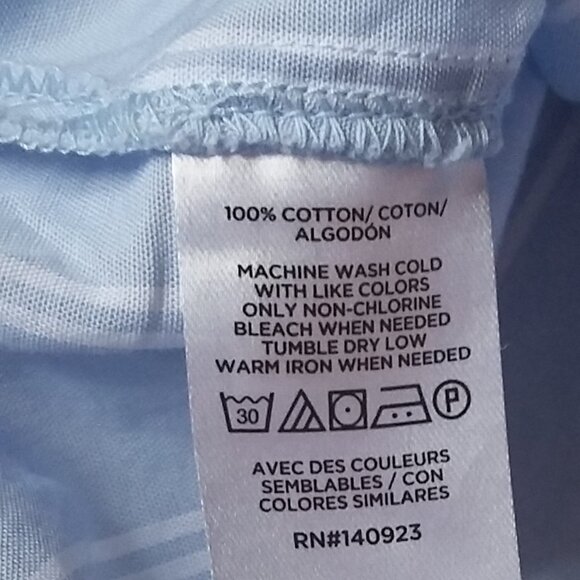 100% COTTON/ COTON/
ALGODÓN
MACHINE WASH COLD
WITH LIKE COLORS
ONLY NON-CHLORINE
BLEACH WHEN NEEDED
TUMBLE DRY LOW
WARM IRON WHEN NEEDED
30 P
AVEC DES COULEURS
SEMBLABLES / CON
COLORES SIMILARES
RN#140923